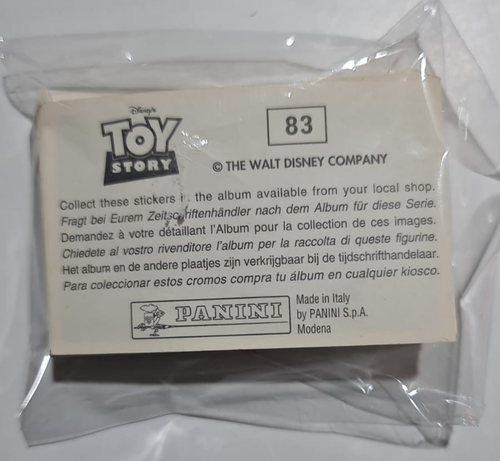 Disney's
TOY
STORY
83
© THE WALT DISNEY COMPANY
Collect these stickers the album available from your local shop.
Fragt bei Eurem Zeitschriftenhändler nach dem Album für diese Serie.
Demandez à votre détaillant l'Album pour la collection de ces images.
Chiedete al vostro rivenditore l'album per la raccolta di queste figurine.
Het album en de andere plaatjes zijn verkrijgbaar bij de tijdschrifthandelaar.
Para coleccionar estos cromos compra tu álbum en cualquier kiosco.
PANINI
Made in Italy
by PANINI S.p.A.
Modena